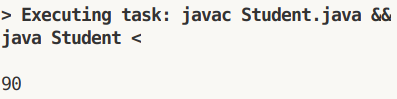 > Executing task: javac Student.java &&
java Student <
90